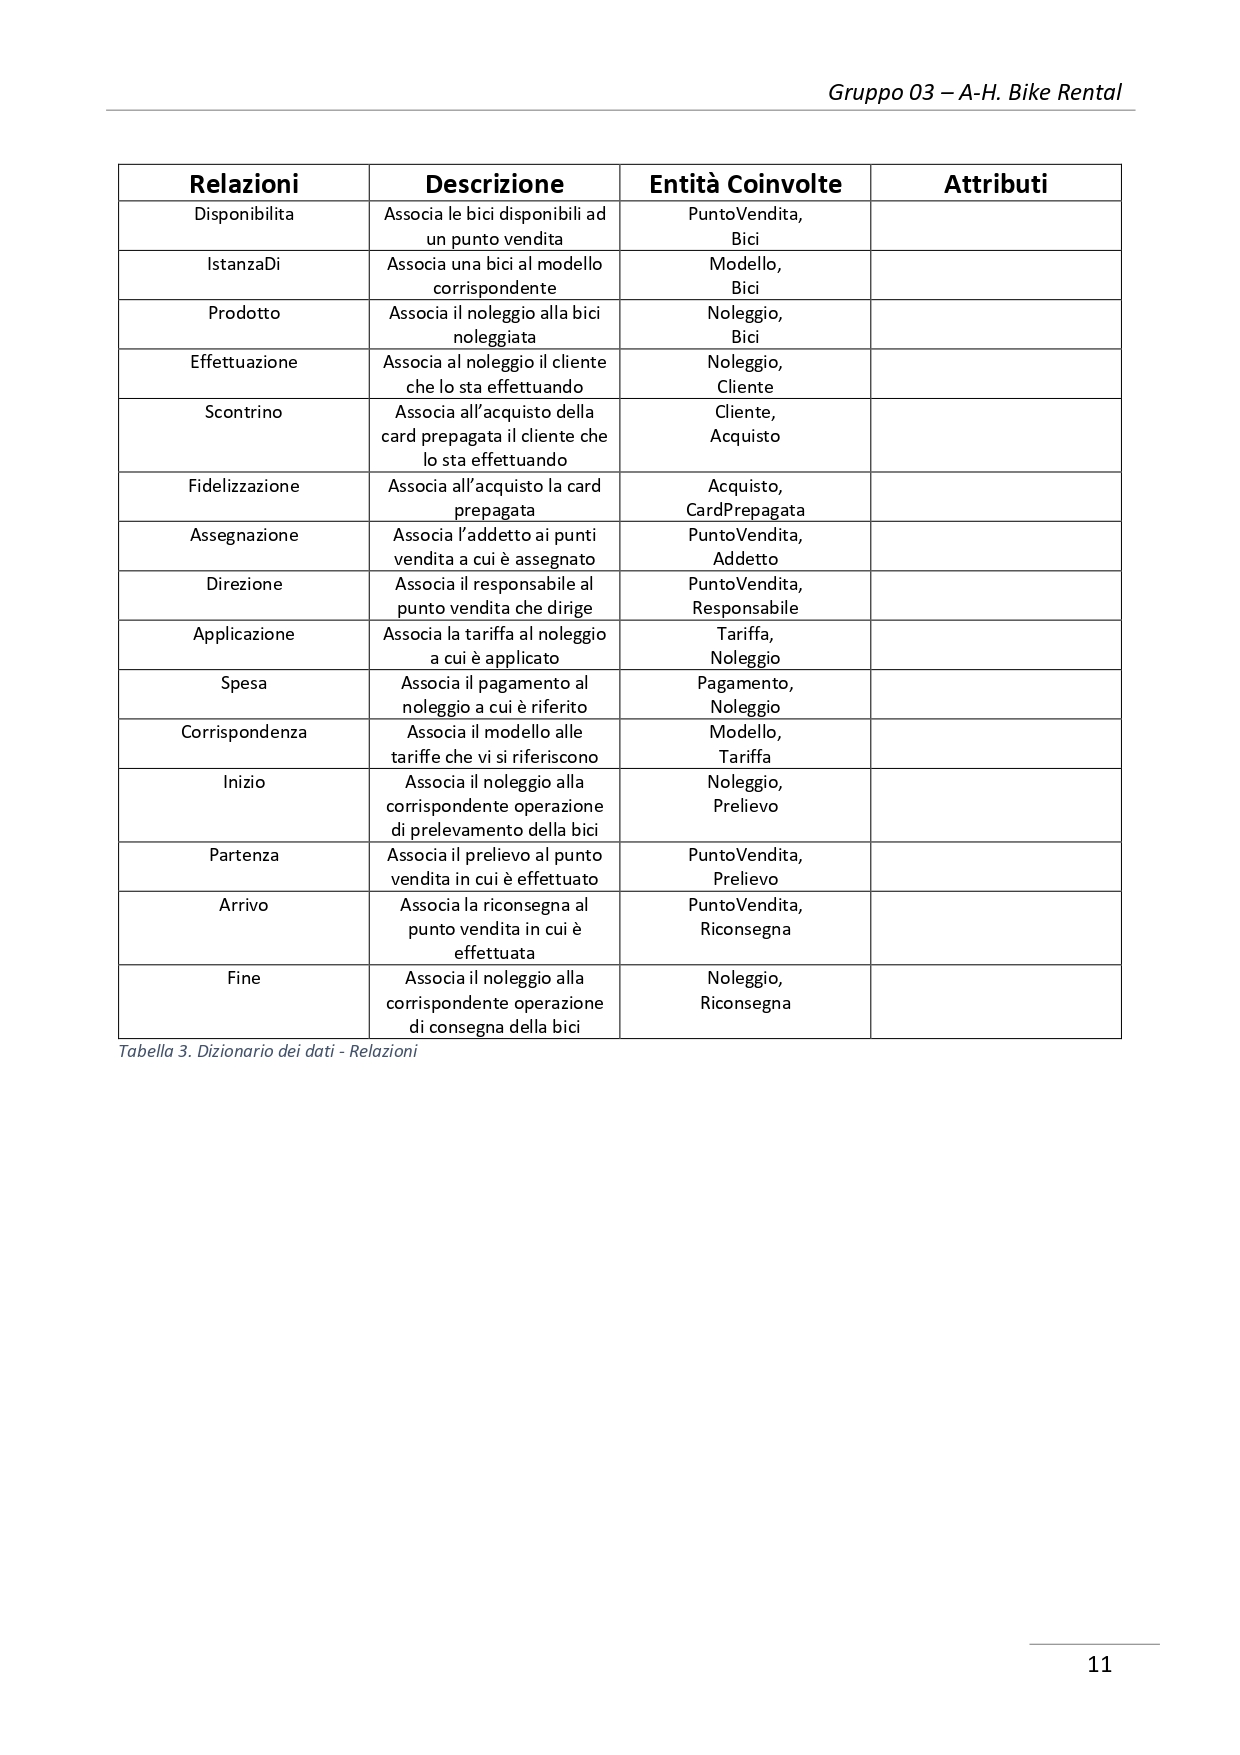 Gruppo 03 – A-H. Bike Rental
Relazioni Descrizione Entità Coinvolte Attributi
Disponibilita Associa le bici disponibili ad PuntoVendita,
un punto vendita Bici
IstanzaDi Associa una bici al modello Modello,
corrispondente Bici
Prodotto Associa il noleggio alla bici Noleggio,
noleggiata Bici
Effettuazione Associa al noleggio il cliente Noleggio,
che lo sta effettuando Cliente
Scontrino Associa all’acquisto della Cliente,
card prepagata il cliente che Acquisto
lo sta effettuando
Fidelizzazione Associa all’acquisto la card Acquisto,
prepagata CardPrepagata
Assegnazione Associa l’addetto ai punti PuntoVendita,
vendita a cui è assegnato Addetto
Direzione Associa il responsabile al PuntoVendita,
punto vendita che dirige Responsabile
Applicazione Associa la tariffa al noleggio Tariffa,
a cui è applicato Noleggio
Spesa Associa il pagamento al Pagamento,
noleggio a cui è riferito Noleggio
Corrispondenza Associa il modello alle Modello,
tariffe che vi si riferiscono Tariffa
Inizio Associa il noleggio alla Noleggio,
corrispondente operazione Prelievo
di prelevamento della bici
Partenza Associa il prelievo al punto PuntoVendita,
vendita in cui è effettuato Prelievo
Arrivo Associa la riconsegna al PuntoVendita,
punto vendita in cui è Riconsegna
effettuata
Fine Associa il noleggio alla Noleggio,
corrispondente operazione Riconsegna
di consegna della bici
Tabella 3. Dizionario dei dati - Relazioni
11